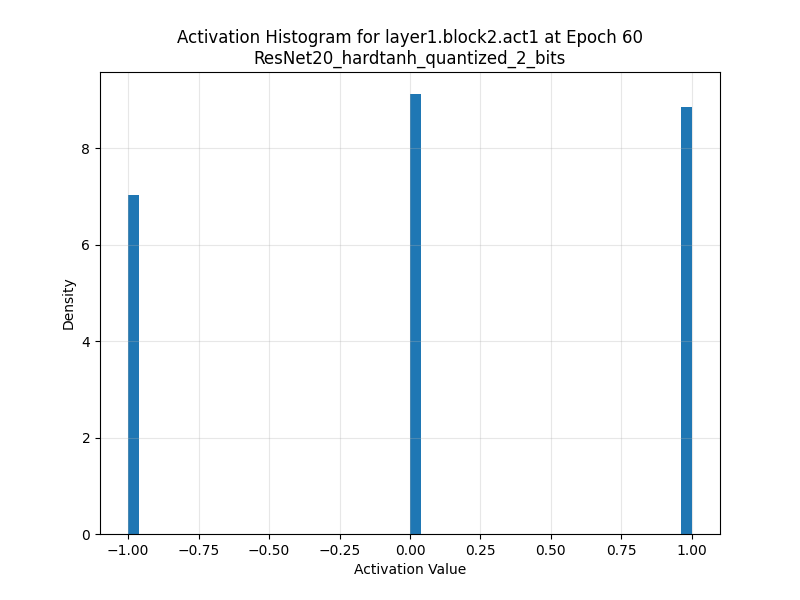 Activation Histogram for layer1.block2.act1 at Epoch 60
ResNet20_hardtanh_quantized_2_bits
8
6
4
2
0
Density
−1.00 −0.75 −0.50 −0.25 0.00 0.25 0.50 0.75 1.00
Activation Value